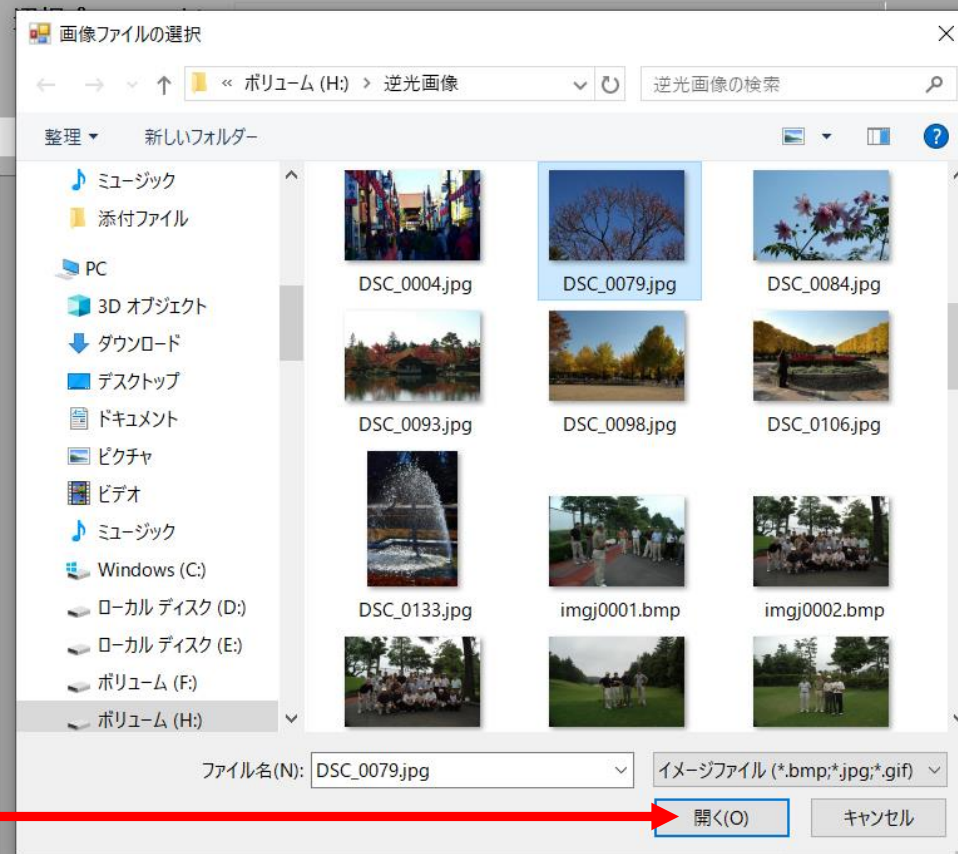 画像ファイルの選択
« ボリューム (H:) > 逆光画像
逆光画像の検索
整理
新しいフォルダー
ミュージック
添付ファイル
PC
3D オブジェクト
ダウンロード
デスクトップ
ドキュメント
ピクチャ
ビデオ
ミュージック
Windows (C:)
ローカル ディスク (D:)
ローカル ディスク (E:)
ボリューム (F:)
ボリューム (H:)
DSC_0004.jpg
DSC_0079.jpg
DSC_0084.jpg
DSC_0093.jpg
DSC_0098.jpg
DSC_0106.jpg
DSC_0133.jpg
imgj0001.bmp
imgj0002.bmp
ファイル名(N):
DSC_0079.jpg
イメージファイル (*.bmp;*.jpg;*.gif)
開く(O)
キャンセル